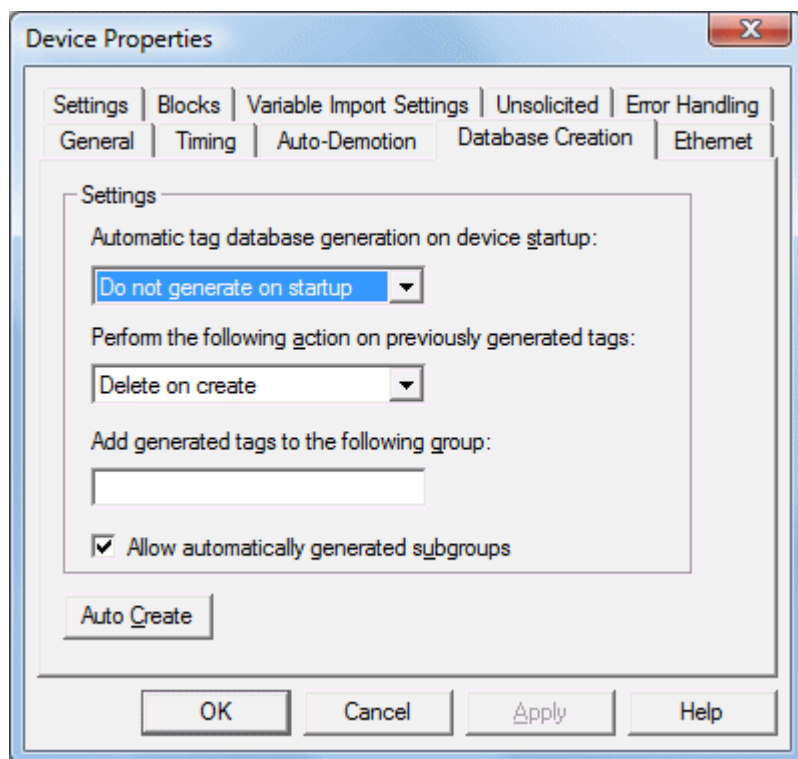 Device Properties
Settings Blocks Variable Import Settings Unsolicited Error Handling
General Timing Auto-Demotion Database Creation Ethernet
Settings
Automatic tag database generation on device startup:
Do not generate on startup
Perform the following action on previously generated tags:
Delete on create
Add generated tags to the following group:
Allow automatically generated subgroups
Auto Create
OK Cancel Apply Help